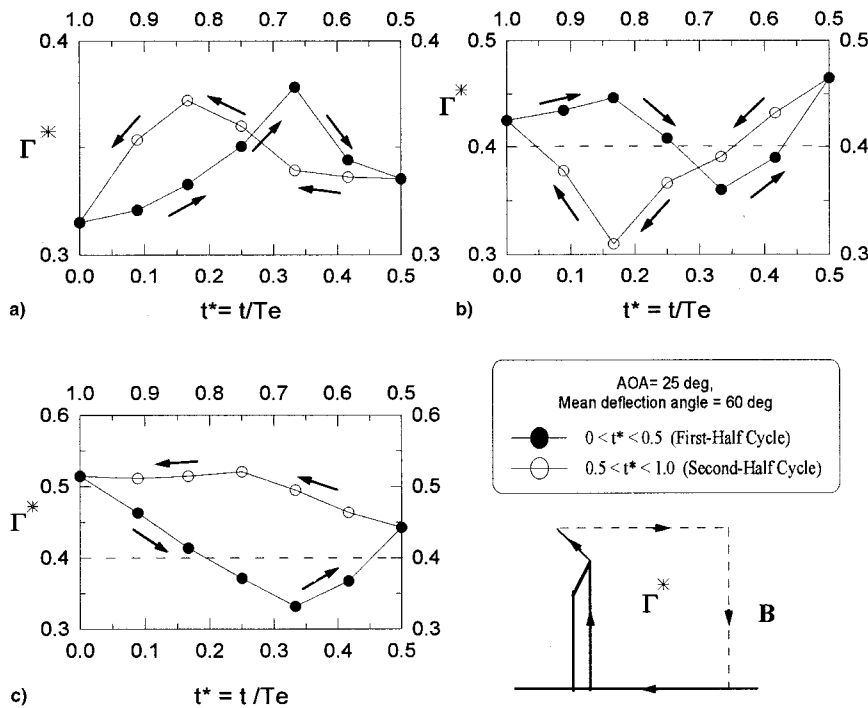 1.0 0.9 0.8 0.7 0.6 0.5
0.4 0.4
Γ*
0.3 0.3
0.0 0.1 0.2 0.3 0.4 0.5
a) t*= t/Te
1.0 0.9 0.8 0.7 0.6 0.5
0.5 0.5
Γ*
0.4 0.4
0.3 0.3
0.0 0.1 0.2 0.3 0.4 0.5
b) t* = t/Te
1.0 0.9 0.8 0.7 0.6 0.5
0.6 0.6
0.5 0.5
Γ*
0.4 0.4
0.3 0.3
0.0 0.1 0.2 0.3 0.4 0.5
c) t* = t /Te
AOA= 25 deg,
Mean deflection angle = 60 deg
0 < t* < 0.5 (First-Half Cycle)
0.5 < t* < 1.0 (Second-Half Cycle)
Γ* B